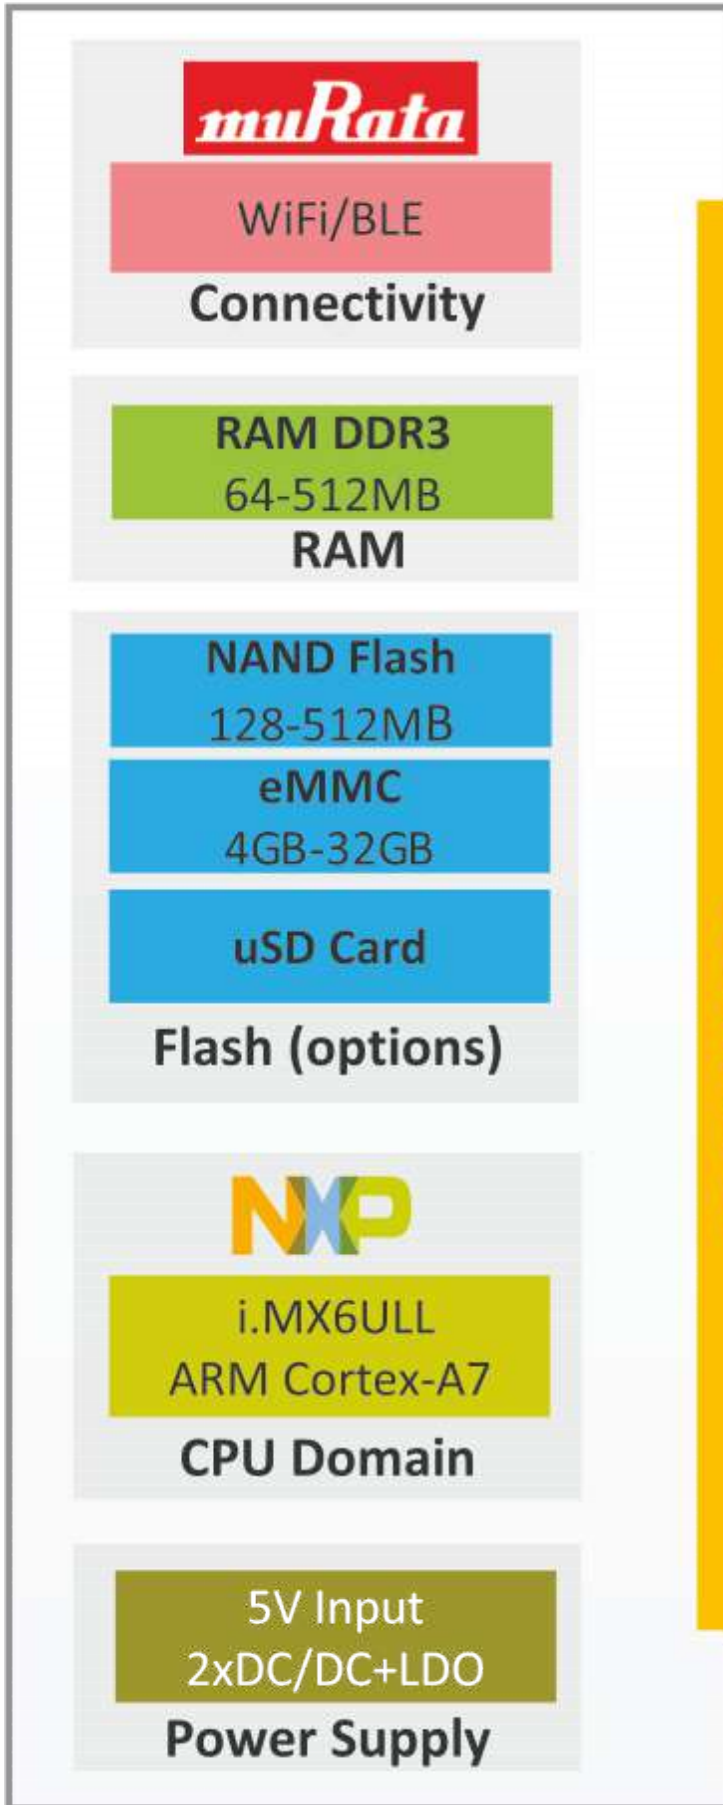 muRata
WiFi/BLE
Connectivity
RAM DDR3
64-512MB
RAM
NAND Flash
128-512MB
eMMC
4GB-32GB
uSD Card
Flash (options)
NXP
i.MX6ULL
ARM Cortex-A7
CPU Domain
5V Input
2xDC/DC+LDO
Power Supply